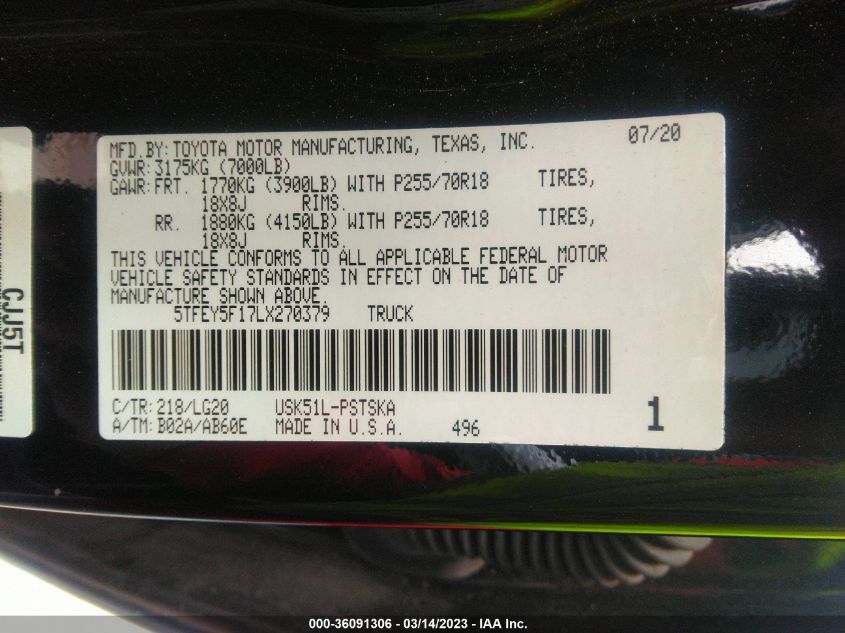 MFD.BY:TOYOTA MOTOR MANUFACTURING, TEXAS, INC. 07/20
GVWR:3175KG (7000LB)
GAWR:FRT. 1770KG (3900LB) WITH P255/70R18 TIRES,
18X8J RIMS.
RR. 1880KG (4150LB) WITH P255/70R18 TIRES,
18X8J RIMS.
THIS VEHICLE CONFORMS TO ALL APPLICABLE FEDERAL MOTOR
VEHICLE SAFETY STANDARDS IN EFFECT ON THE DATE OF
MANUFACTURE SHOWN ABOVE.
5TFEY5F17LX270379 TRUCK
C/TR:218/LG20 USK51L-PSTSKA 1
A/TM:B02A/AB60E MADE IN U.S.A. 496
CJJ5T
000-36091306 - 03/14/2023 - IAA Inc.